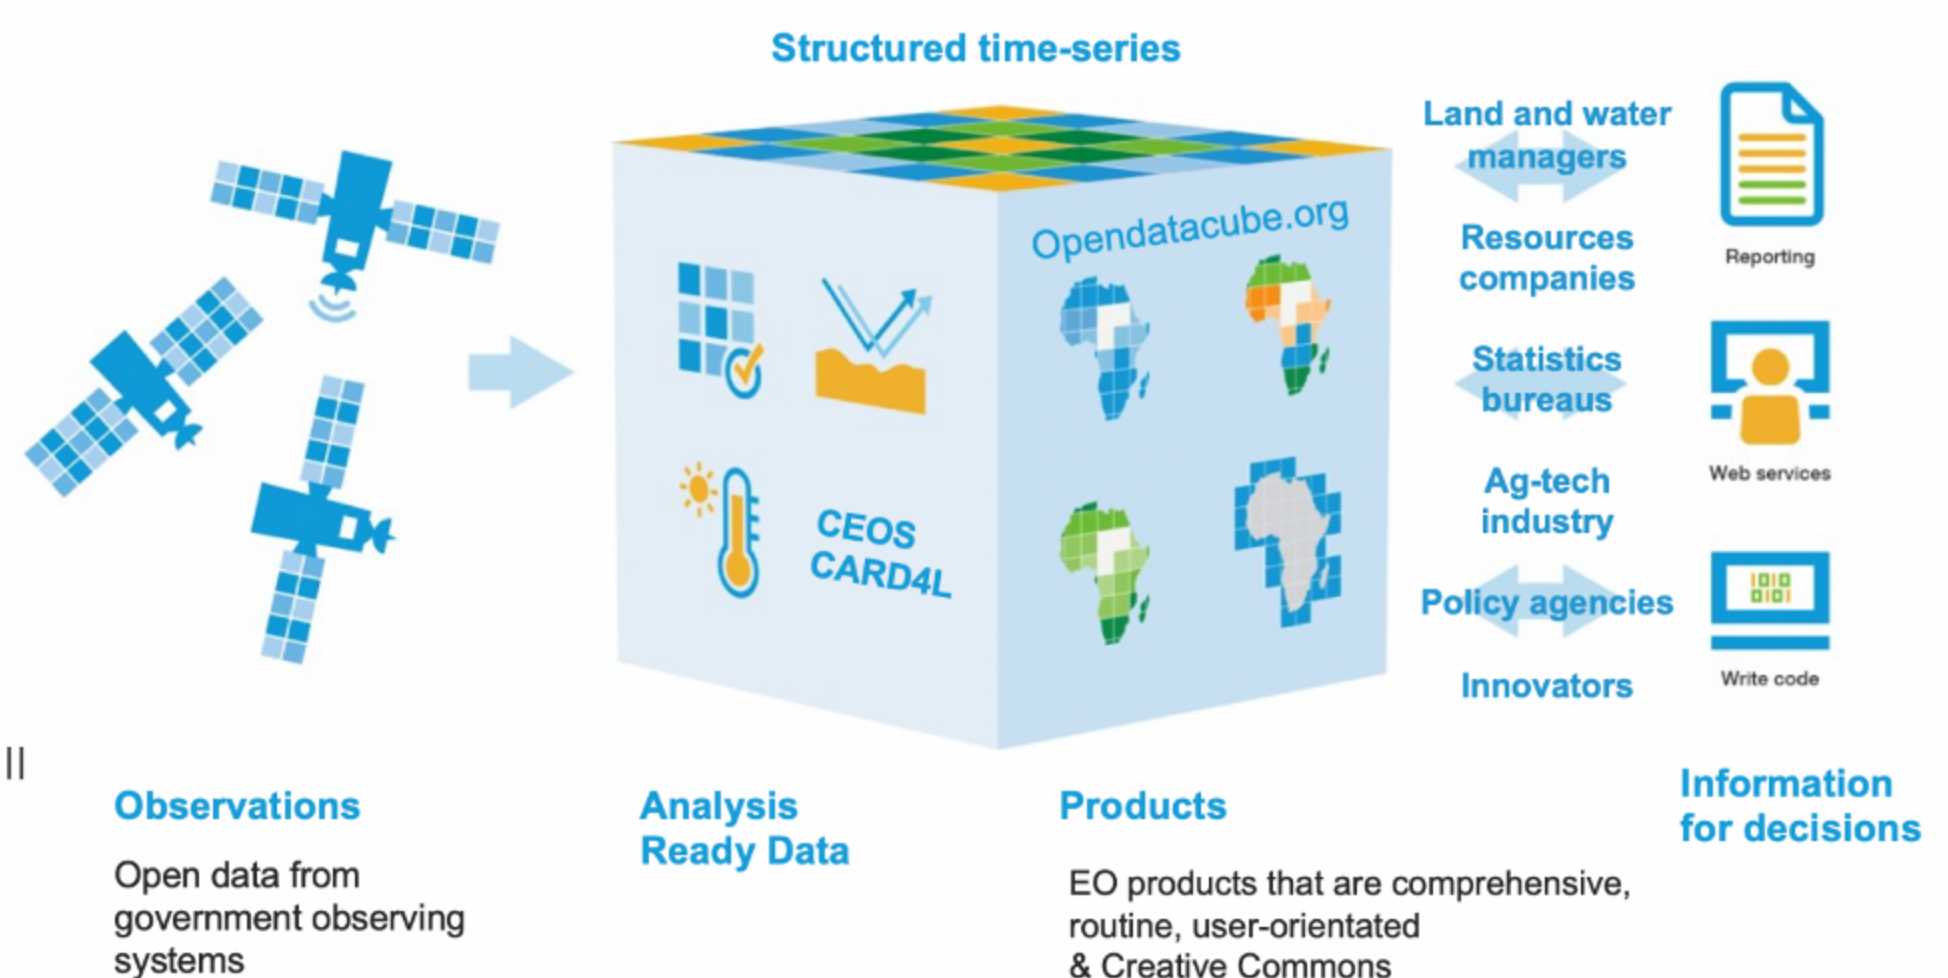 Structured time-series
Opendatacube.org
CEOS
CARD4L
Land and water
managers
Resources
companies
Statistics
bureaus
Ag-tech
industry
Policy agencies
Innovators
Reporting
Web services
Write code
||
Observations
Open data from
government observing
systems
Analysis
Ready Data
Products
EO products that are comprehensive,
routine, user-orientated
& Creative Commons
Information
for decisions